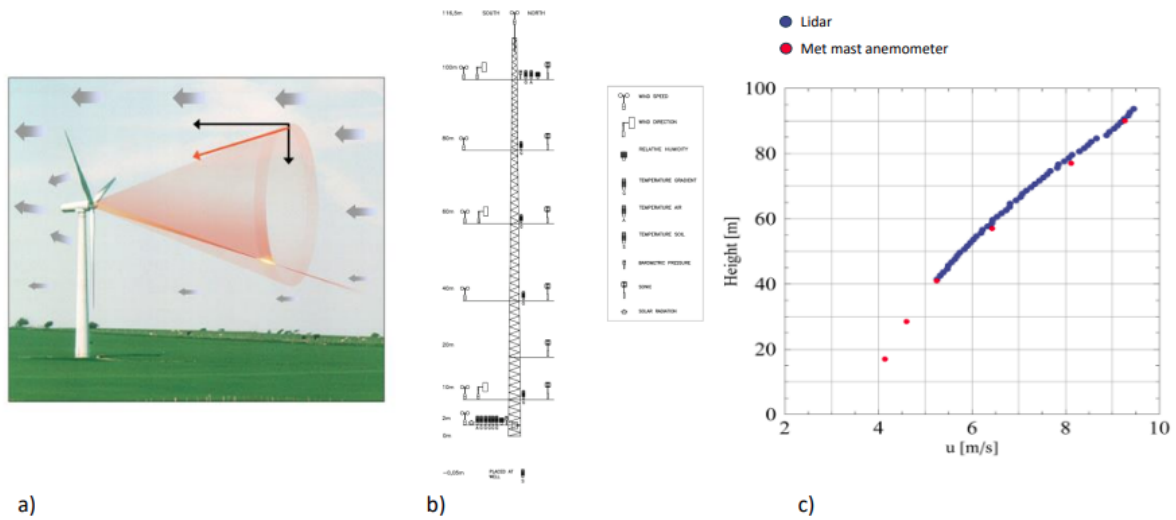 116,5m
SOUTH
NORTH
100m
80m
60m
40m
20m
10m
2m
0m
-0,05m
PLACED AT
WELL
WIND SPEED
WIND DIRECTION
RELATIVE HUMIDITY
TEMPERATURE GRADIENT
TEMPERATURE AIR
TEMPERATURE SOIL
BAROMETRIC PRESSURE
SONIC
SOLAR RADIATION
Lidar
Met mast anemometer
100
80
60
40
20
0
Height [m]
2
4
6
8
10
u [m/s]
a)
b)
c)